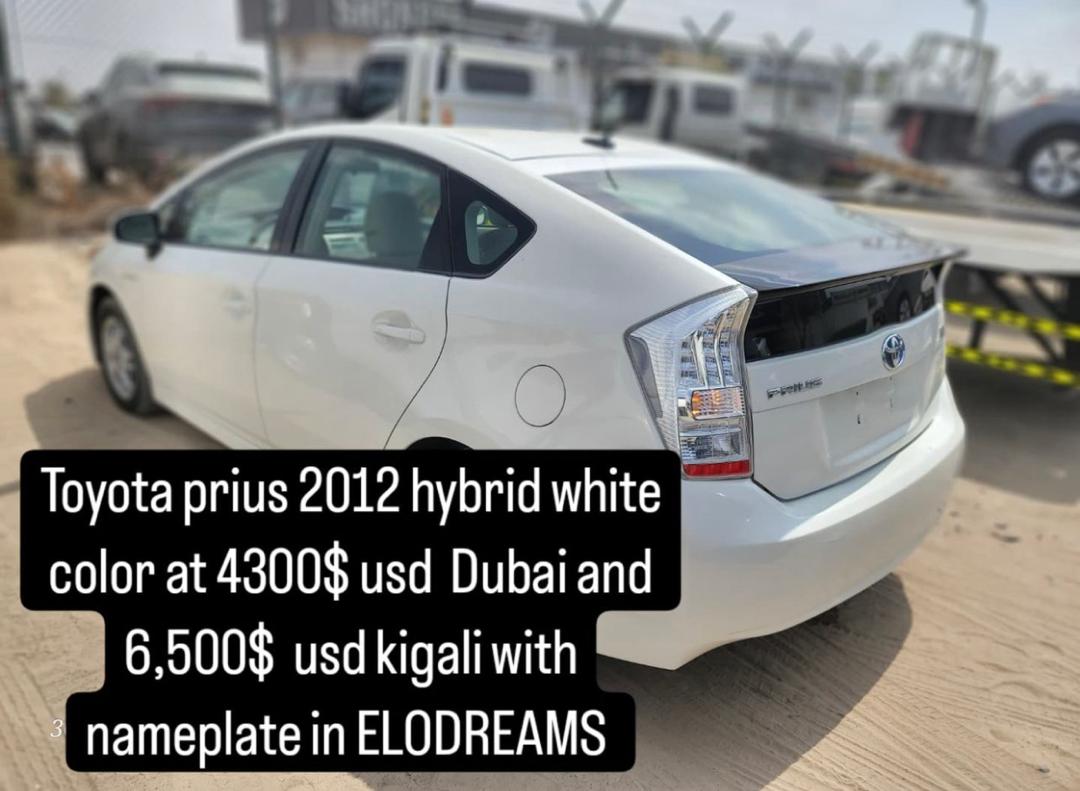 PRIUS
Toyota prius 2012 hybrid white
color at 4300$ usd Dubai and
6,500$ usd kigali with
nameplate in ELODREAMS
3